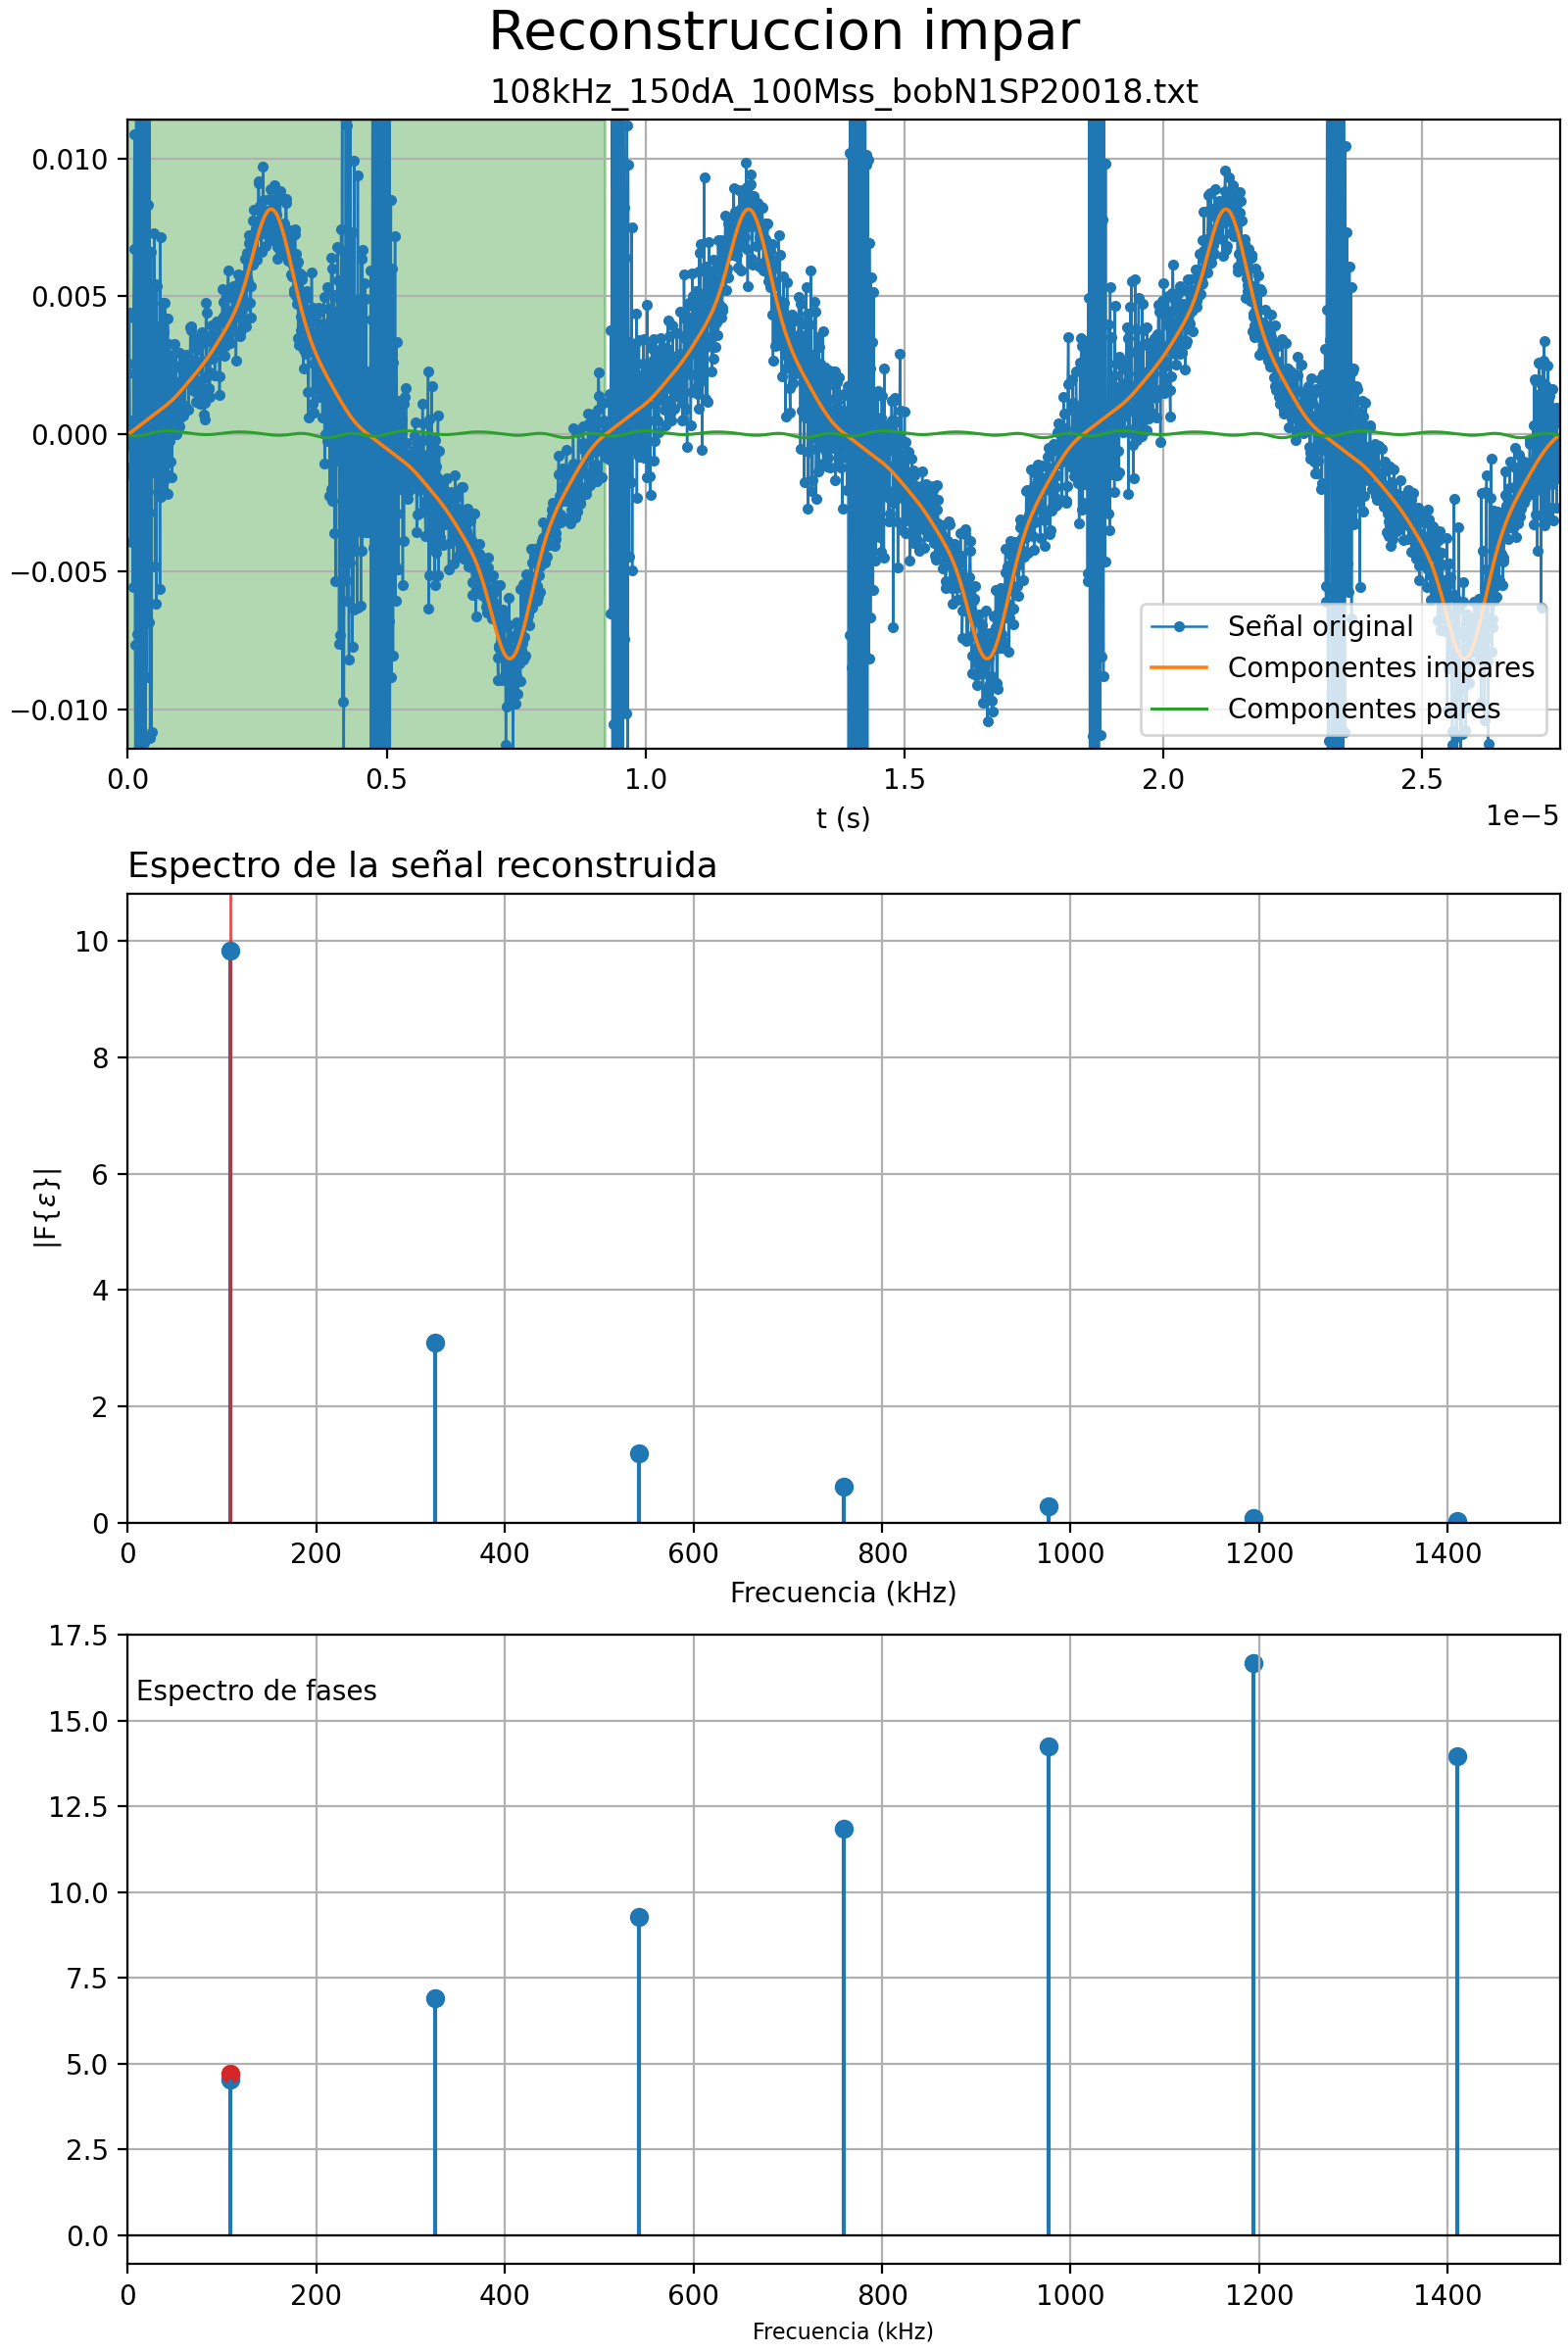 Reconstruccion impar
108kHz_150dA_100Mss_bobN1SP20018.txt
0.010
0.005
0.000
−0.005
−0.010
Señal original
Componentes impares
Componentes pares
0.0 0.5 1.0 1.5 2.0 2.5
1e−5
t (s)
Espectro de la señal reconstruida
10
8
6
4
2
0
|F{ε}|
0 200 400 600 800 1000 1200 1400
Frecuencia (kHz)
17.5
Espectro de fases
15.0
12.5
10.0
7.5
5.0
2.5
0.0
0 200 400 600 800 1000 1200 1400
Frecuencia (kHz)